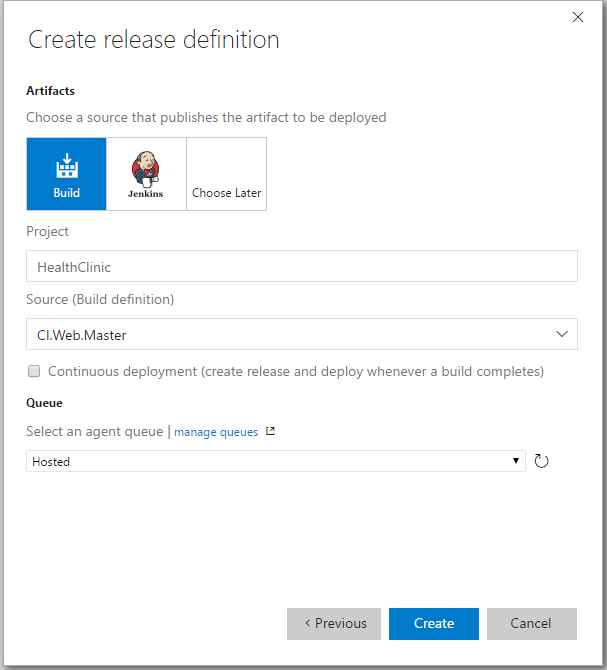 Create release definition
Artifacts
Choose a source that publishes the artifact to be deployed
Build
Jenkins
Choose Later
Project
HealthClinic
Source (Build definition)
CI.Web.Master
Continuous deployment (create release and deploy whenever a build completes)
Queue
Select an agent queue | manage queues
Hosted
< Previous
Create
Cancel